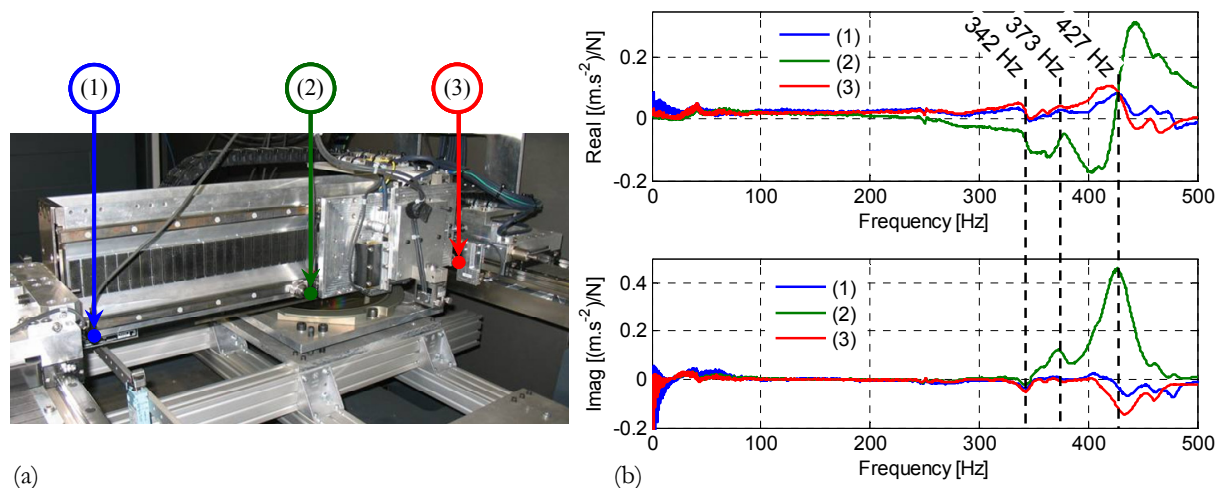 (1)
(2)
(3)
(a)
(b)
342 Hz
373 Hz
427 Hz
Real [(m.s⁻²)/N]
0.2
0
-0.2
(1)
(2)
(3)
0 100 200 300 400 500
Frequency [Hz]
Imag [(m.s⁻²)/N]
0.4
0.2
0
-0.2
(1)
(2)
(3)
0 100 200 300 400 500
Frequency [Hz]